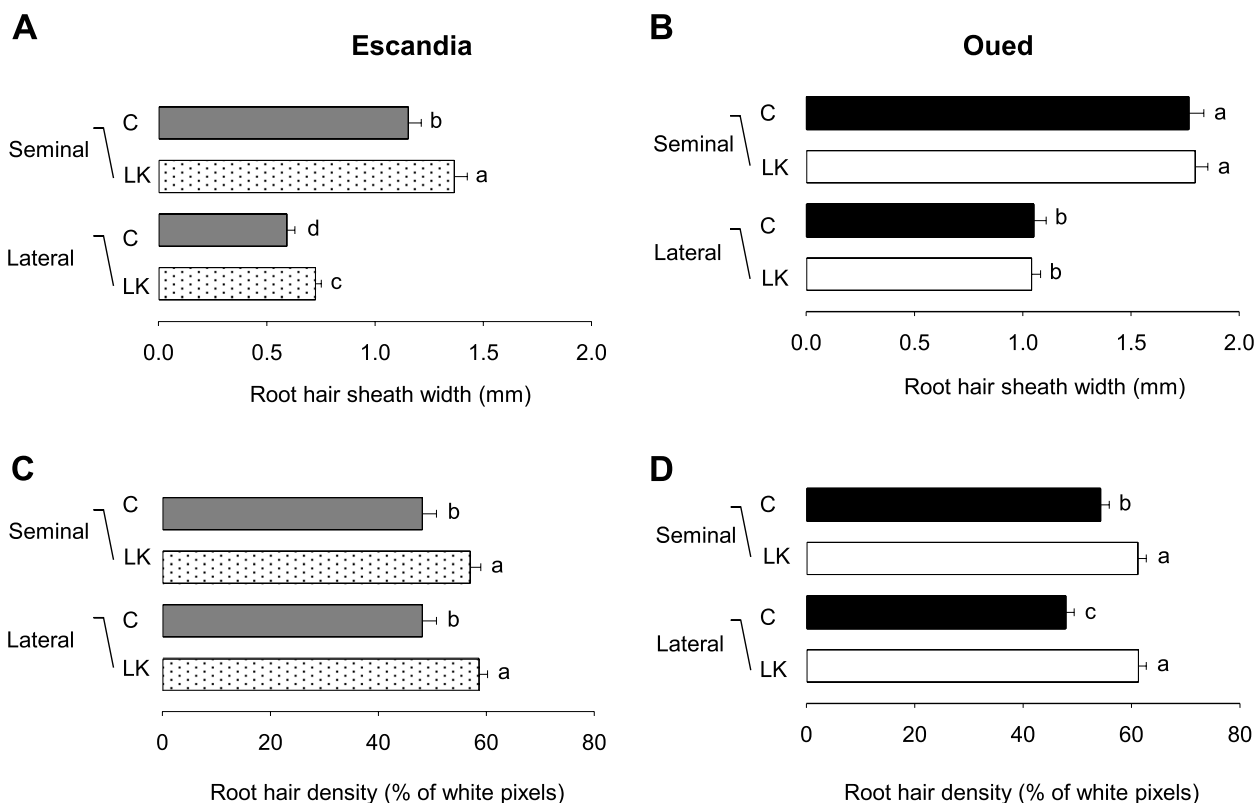 A
Escandia
Seminal
C
b
LK
a
Lateral
C
d
LK
c
0.0 0.5 1.0 1.5 2.0
Root hair sheath width (mm)
B
Oued
Seminal
C
a
LK
a
Lateral
C
b
LK
b
0.0 0.5 1.0 1.5 2.0
Root hair sheath width (mm)
C
Seminal
C
b
LK
a
Lateral
C
b
LK
a
0 20 40 60 80
Root hair density (% of white pixels)
D
Seminal
C
b
LK
a
Lateral
C
c
LK
a
0 20 40 60 80
Root hair density (% of white pixels)